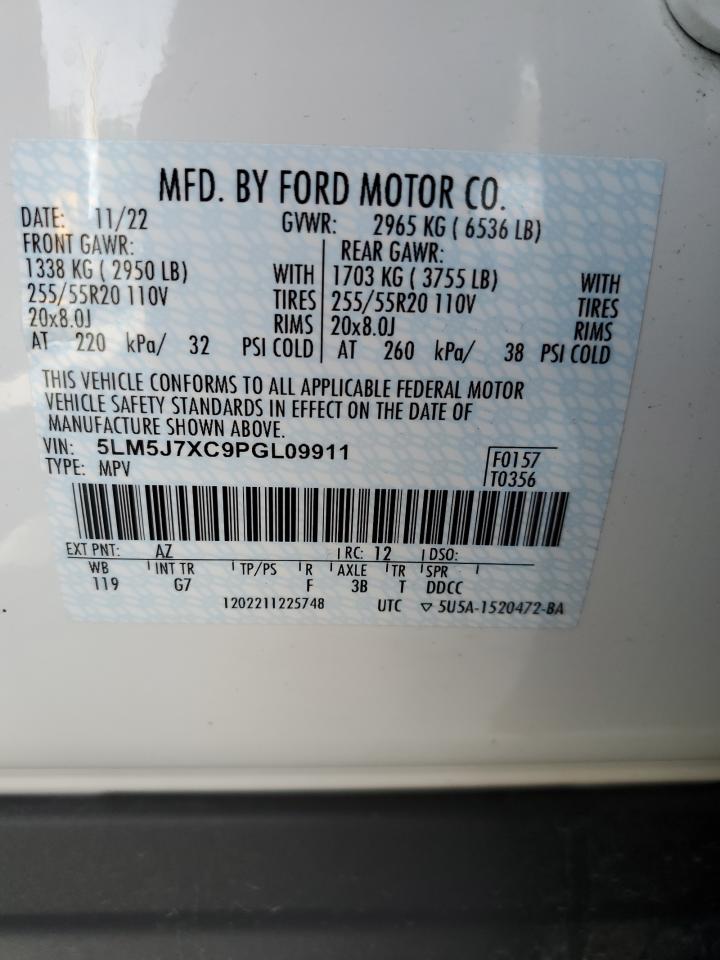 MFD. BY FORD MOTOR CO.
DATE: 11/22 GVWR: 2965 KG ( 6536 LB)
FRONT GAWR: REAR GAWR:
1338 KG ( 2950 LB) WITH 1703 KG ( 3755 LB) WITH
255/55R20 110V TIRES 255/55R20 110V TIRES
20x8.0J RIMS 20x8.0J RIMS
AT 220 kPa/ 32 PSI COLD AT 260 kPa/ 38 PSI COLD
THIS VEHICLE CONFORMS TO ALL APPLICABLE FEDERAL MOTOR
VEHICLE SAFETY STANDARDS IN EFFECT ON THE DATE OF
MANUFACTURE SHOWN ABOVE.
VIN: 5LM5J7XC9PGL09911 F0157
TYPE: MPV T0356
EXT PNT: AZ RC: 12 DSO:
WB INT TR TP/PS R AXLE TR SPR
119 G7 F 3B T DDCC
1202211225748 UTC ▽ 5U5A-1520472-BA